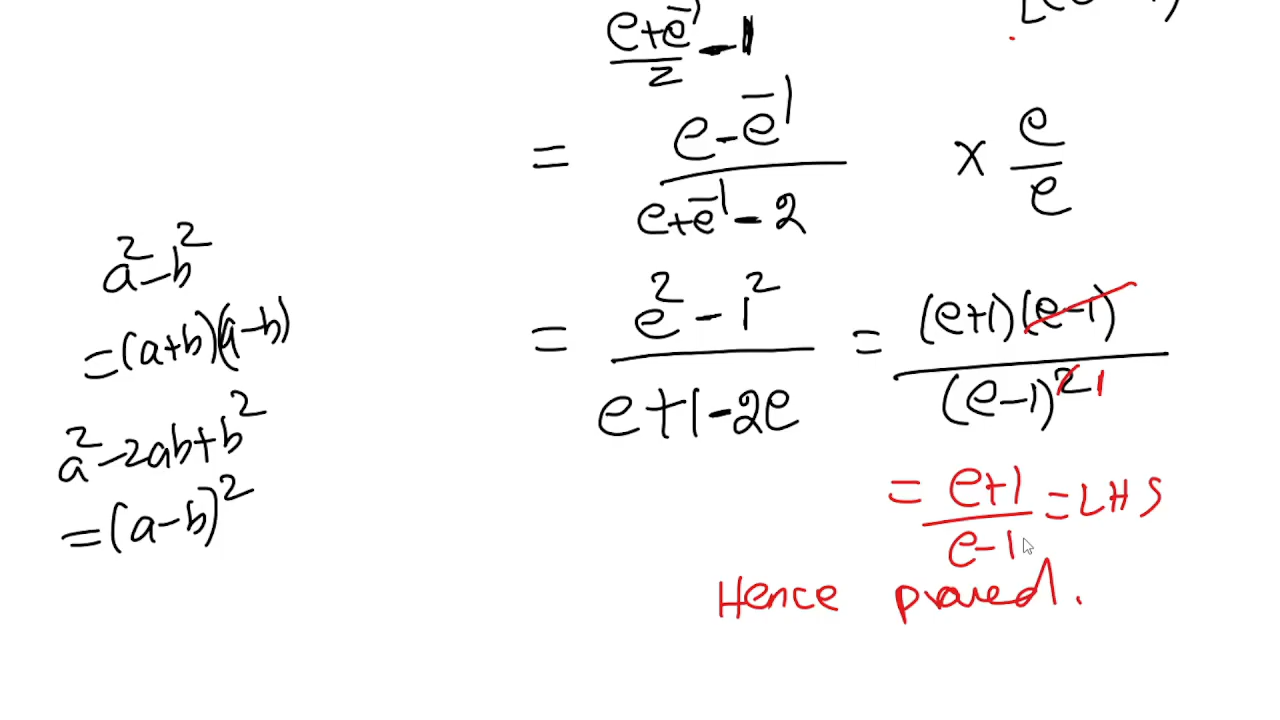 e+e⁻¹/2 - 1
= e-e⁻¹ / e+e⁻¹-2 × e/e
a²-b²
=(a+b)(a-b)
a²-2ab+b²
=(a-b)²
= e²-1² / e+1-2e = (e+1)(e-1) / (e-1)² 1
= e+1 / e-1 = LHS
Hence proved.